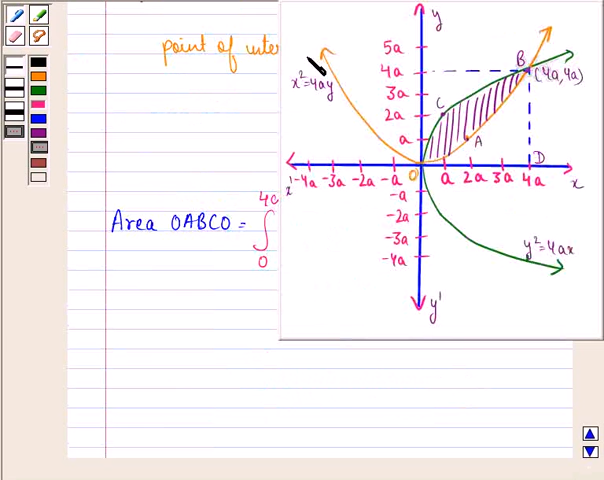 point of inter
y
5a
4a
3a
2a
a
x²=4ay
C
B
(4a,4a)
A
O
D
x'
-4a -3a -2a -a a 2a 3a 4a
x
-a
-2a
-3a
-4a
y²=4ax
y'
Area OABCO = ∫
0